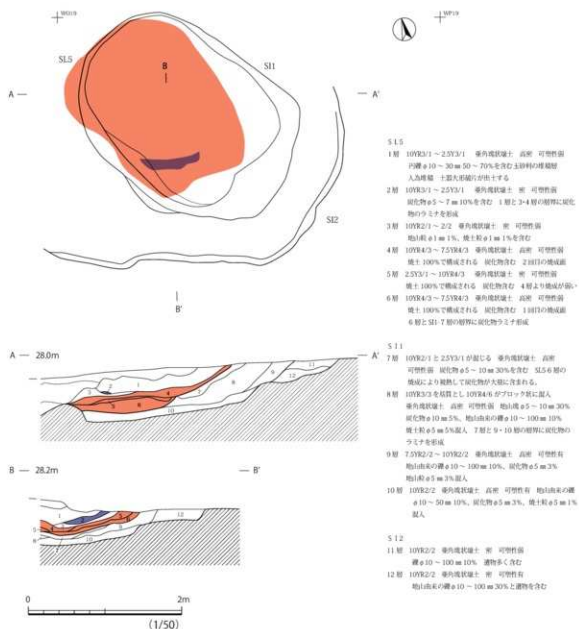 WO19
WP19
SL5
B
SI1
A
A'
SI2
B'
A 28.0m A'
1
2
3
4
5
6
7
8
9
10
11
12
B 28.2m B'
1
2
4
5
6
5
8
10
12
0 2m
(1/50)
SL5
1層 10YR3/1～2.5Y3/1 亜角塊状壌土 高密 可塑性弱
円礫φ10～30㎜50～70%を含む玉砂利の堆積層
人為堆積 土器大形破片が出土する
2層 10YR3/1～2.5Y3/1 亜角塊状壌土 密 可塑性弱
炭化物φ5～7㎜10%を含む 1層と3・4層の層界に炭化
物のラミナを形成
3層 10YR2/1～2/2 亜角塊状壌土 密 可塑性弱
地山粒φ1㎜1%、焼土粒φ1㎜1%を含む
4層 10YR4/3～7.5YR4/3 亜角塊状壌土 高密 可塑性弱
焼土100%で構成される 炭化物含む 2回目の焼成面
5層 2.5Y3/1～10YR4/3 亜角塊状壌土 密 可塑性弱
焼土100%で構成される 炭化物含む 4層より焼成が弱い
6層 10YR4/3～7.5YR4/3 亜角塊状壌土 高密 可塑性弱
焼土100%で構成される 炭化物含む 1回目の焼成面
6層とSI1-7層の層界に炭化物ラミナ形成
SI1
7層 10YR2/1と2.5Y3/1が混じる 亜角塊状壌土 高密
可塑性弱 炭化物φ5～10㎜30%を含む SL5 6層の
焼成により被熱して炭化物が大量に含まれる。
8層 10YR3/3を基質とし10YR4/6がブロック状に混入
亜角塊状壌土 高密 可塑性弱 地山塊φ5～10㎜30%
炭化物φ10㎜5%、地山由来の礫φ10～100㎜10%
焼土粒φ5㎜5%混入 7層と9・10層の層界に炭化物の
ラミナを形成
9層 7.5YR2/2～10YR2/2 亜角塊状壌土 高密 可塑性有
地山由来の礫φ10～100㎜10%、炭化物φ5㎜3%
地山粒φ5㎜3%混入
10層 10YR2/2 亜角塊状壌土 高密 可塑性有 地山由来の礫
φ10～50㎜10%、炭化物φ5㎜3%、焼土粒φ5㎜1%
混入
SI2
11層 10YR2/2 亜角塊状壌土 密 可塑性弱
礫φ10～100㎜10% 遺物多く含む
12層 10YR2/2 亜角塊状壌土 密 可塑性有
地山由来の礫φ10～100㎜30%と遺物を含む